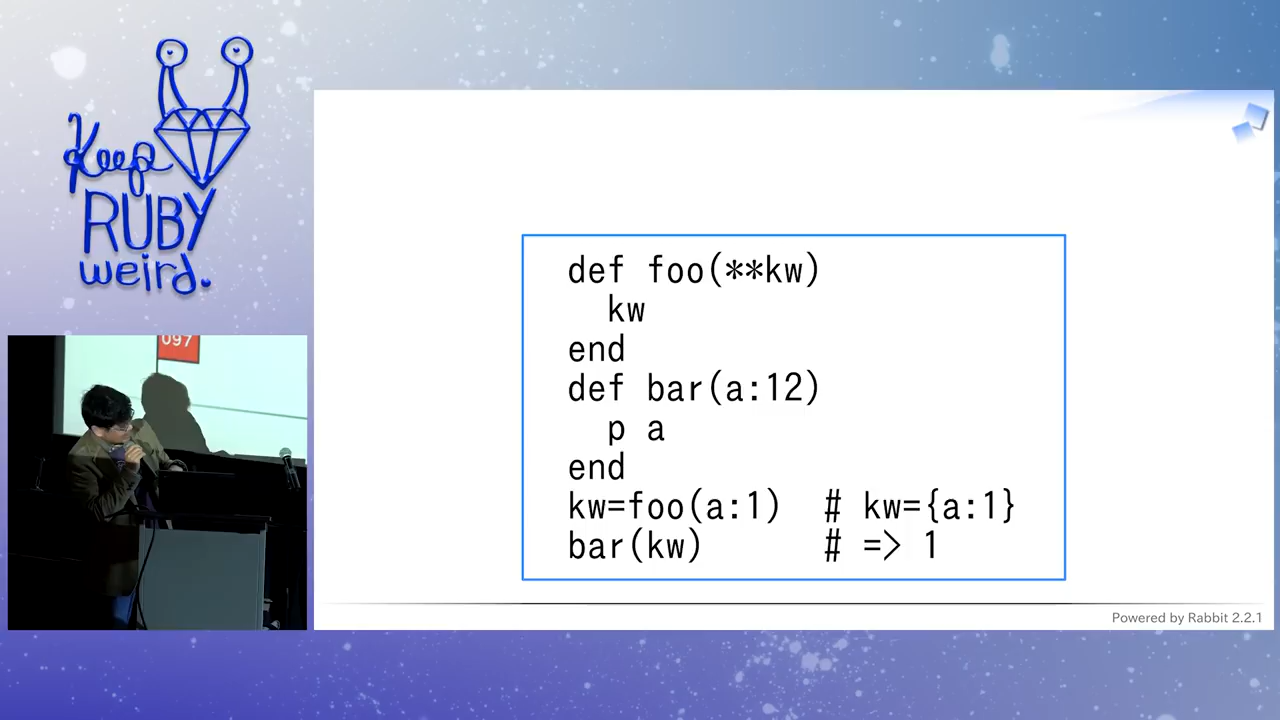 Keep
RUBY
weird.
097
def foo(**kw)
  kw
end
def bar(a:12)
  p a
end
kw=foo(a:1)  # kw={a:1}
bar(kw)      # => 1
Powered by Rabbit 2.2.1